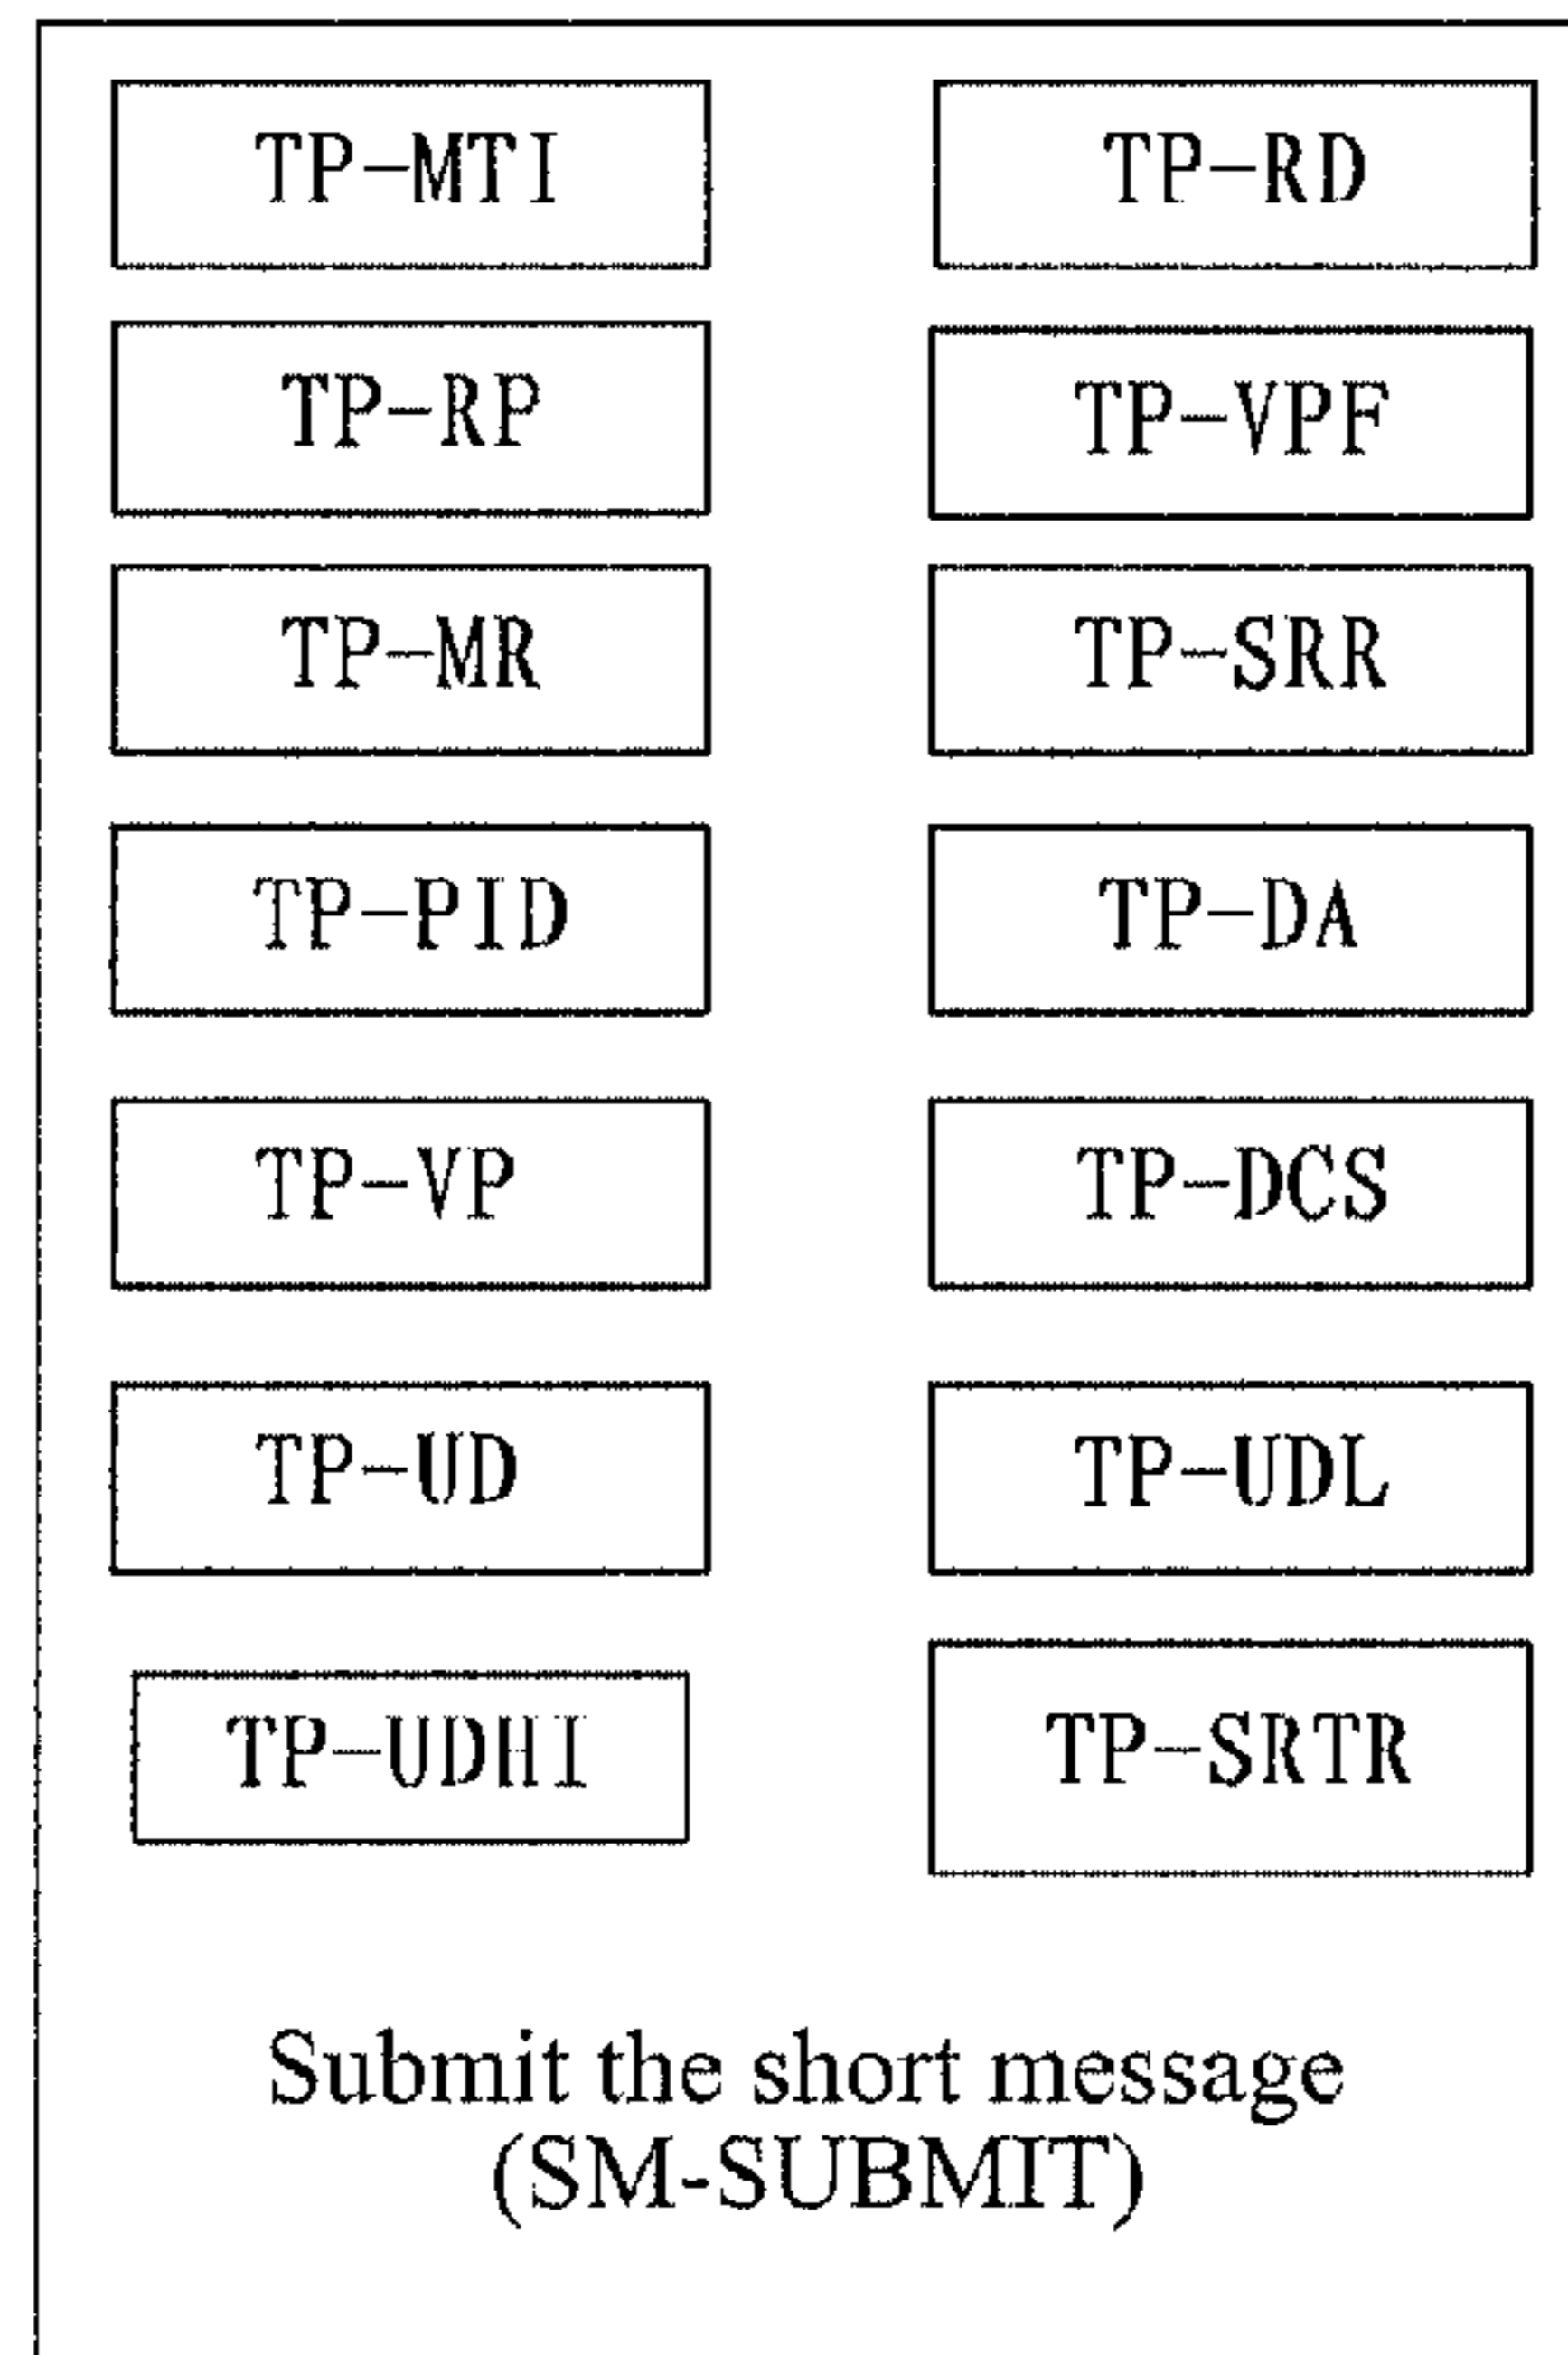 TP-MTI TP-RD
TP-RP TP-VPF
TP-MR TP-SRR
TP-PID TP-DA
TP-VP TP-DCS
TP-UD TP-UDL
TP-UDHI TP-SRTR
Submit the short message
(SM-SUBMIT)